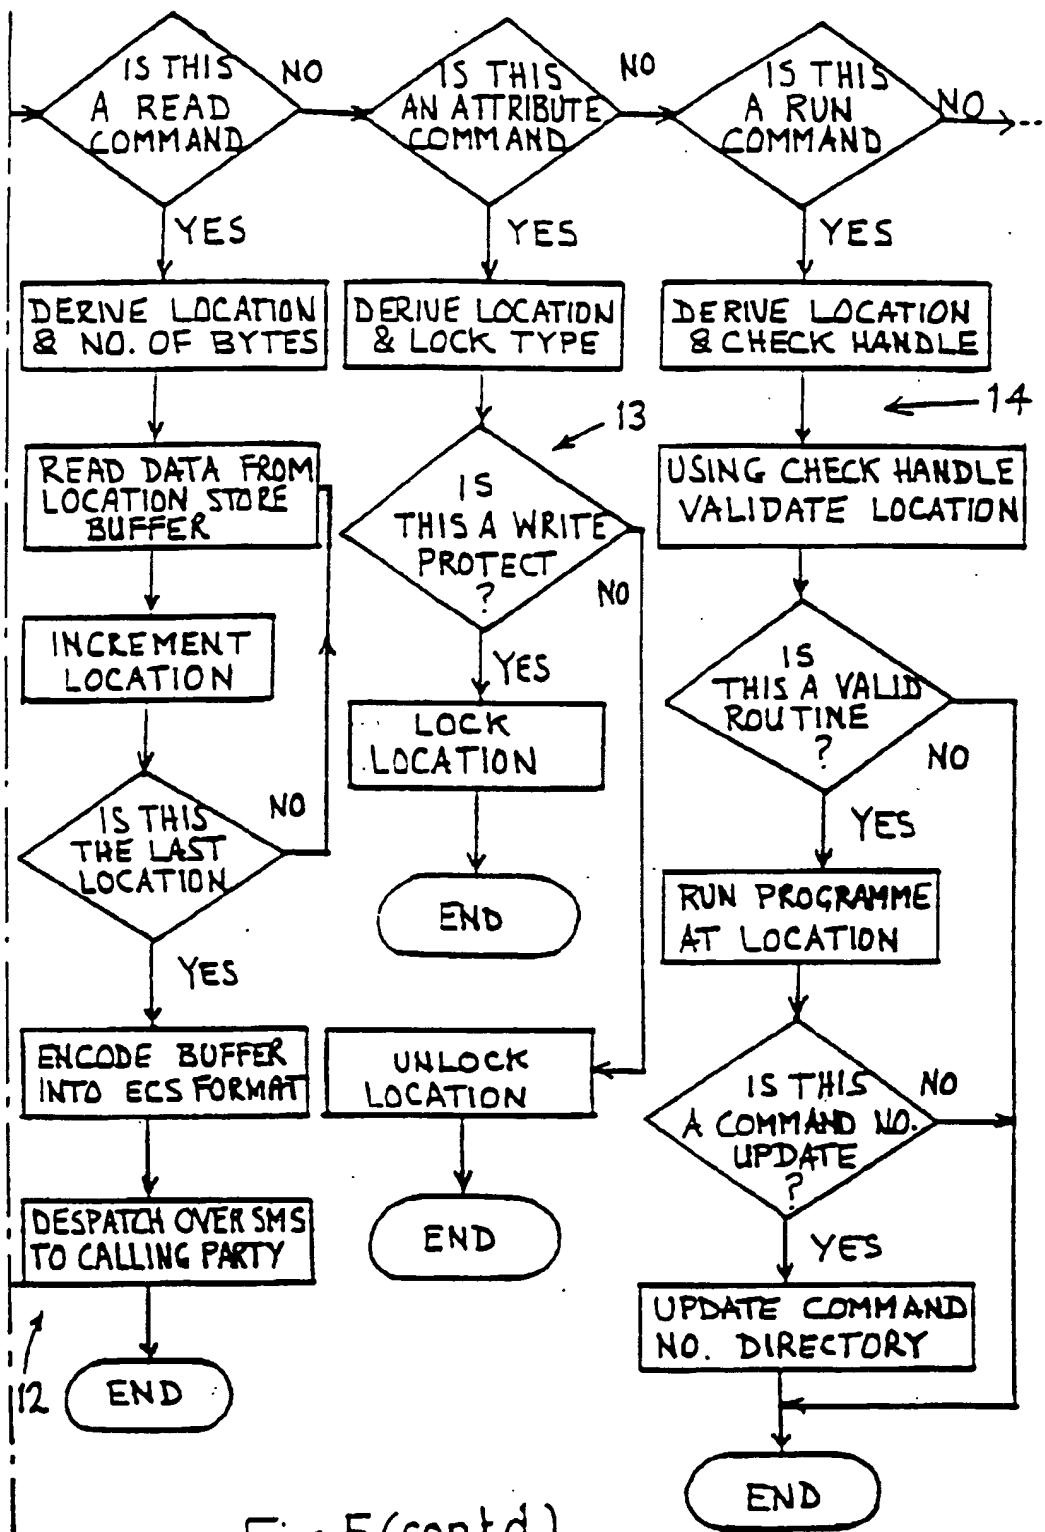 IS THIS
A READ
COMMAND
NO
YES
DERIVE LOCATION
& NO. OF BYTES
READ DATA FROM
LOCATION STORE
BUFFER
INCREMENT
LOCATION
IS THIS
THE LAST
LOCATION
NO
YES
ENCODE BUFFER
INTO ECS FORMAT
DESPATCH OVER SMS
TO CALLING PARTY
12
END
IS THIS
AN ATTRIBUTE
COMMAND
NO
YES
DERIVE LOCATION
& LOCK TYPE
13
IS
THIS A WRITE
PROTECT
?
NO
YES
LOCK
LOCATION
END
UNLOCK
LOCATION
END
IS THIS
A RUN
COMMAND
NO
YES
DERIVE LOCATION
& CHECK HANDLE
14
USING CHECK HANDLE
VALIDATE LOCATION
IS
THIS A VALID
ROUTINE
?
NO
YES
RUN PROGRAMME
AT LOCATION
IS THIS
A COMMAND NO.
UPDATE
?
NO
YES
UPDATE COMMAND
NO. DIRECTORY
END
Fig. 5 (contd.)